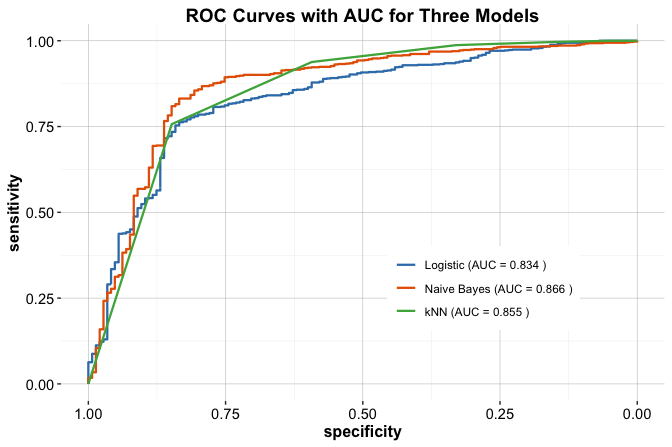 ROC Curves with AUC for Three Models
sensitivity
1.00
0.75
0.50
0.25
0.00
Logistic (AUC = 0.834 )
Naive Bayes (AUC = 0.866 )
kNN (AUC = 0.855 )
1.00 0.75 0.50 0.25 0.00
specificity